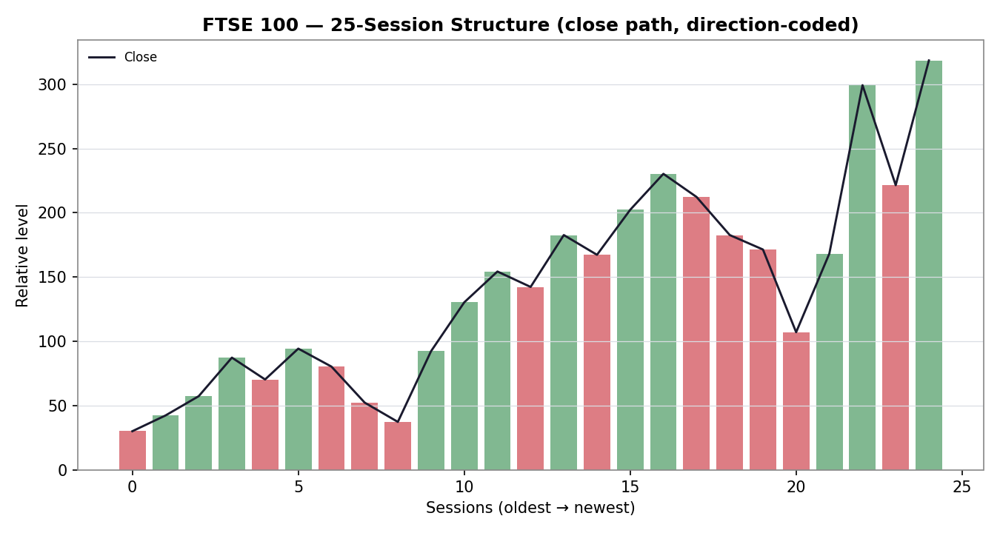 FTSE 100 — 25-Session Structure (close path, direction-coded)
Close
Relative level
300
250
200
150
100
50
0
0 5 10 15 20 25
Sessions (oldest → newest)